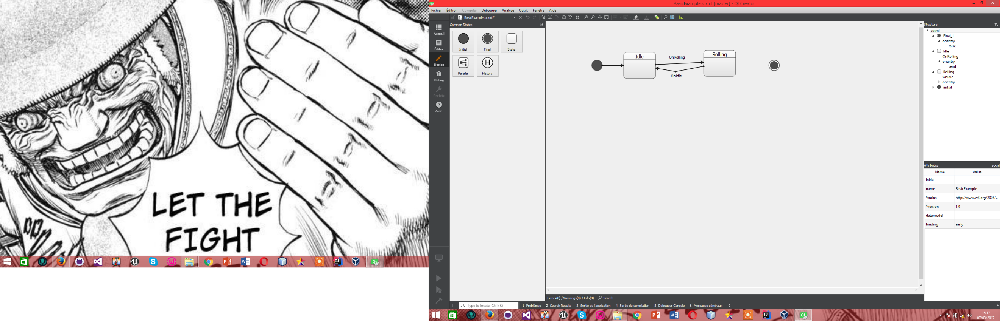 LET THE
FIGHT
BasicExample.scxml [master] - Qt Creator
Fichier Édition Compiler Déboguer Analyze Outils Fenêtre Aide
BasicExample.scxml*
Accueil
Éditer
Design
Debug
Projets
Aide
Common States
Initial Final State
Parallel History
Idle
OnRolling
Rolling
OnIdle
Structure
scxml
Final_1
onentry
raise
Idle
OnRolling
onentry
send
Rolling
OnIdle
onentry
initial
Attributes scxml
Name Value
initial
name BasicExample
*xmlns http://www.w3.org/2005/...
*version 1.0
datamodel
binding early
Errors(0) / Warnings(0) / Info(0) Search
Type to locate (Ctrl+K) 1 Problèmes 2 Search Results 3 Sortie de l'application 4 Sortie de compilation 5 Debugger Console 6 Messages généraux
16:17
07/03/2017